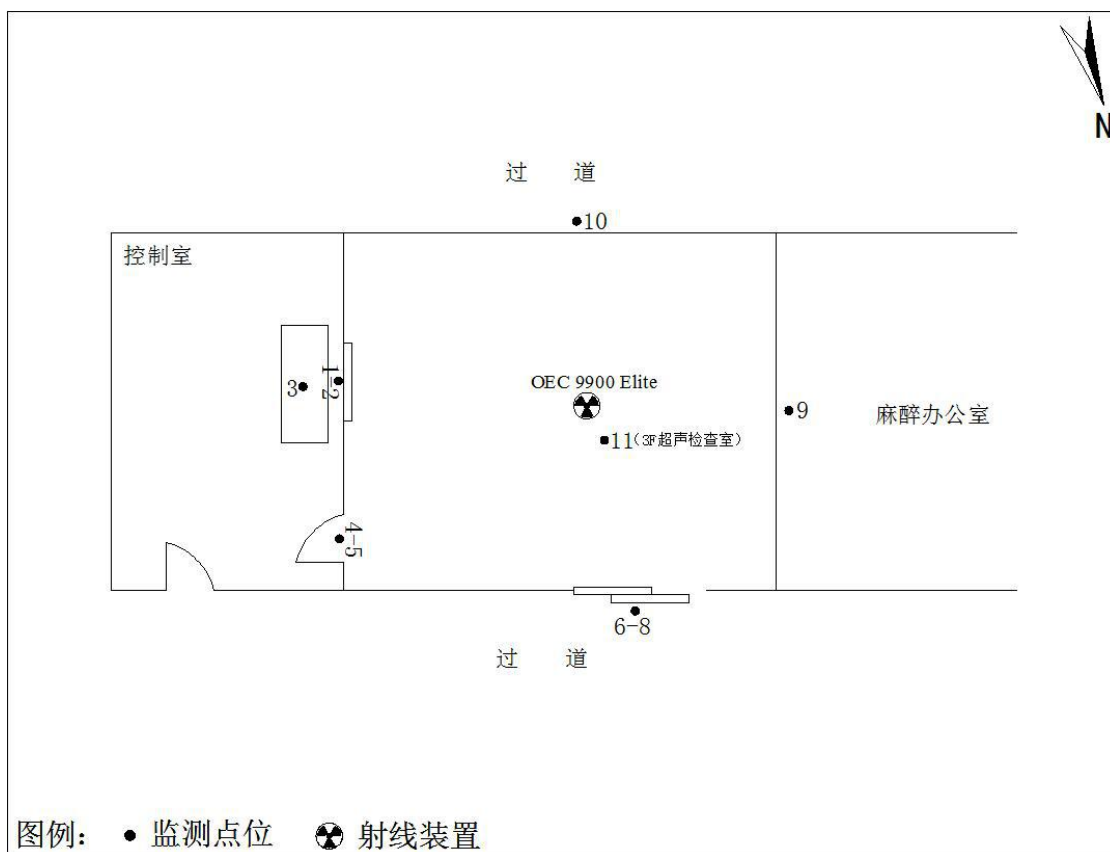 N
过 道
10
控制室
OEC 9900 Elite
3
1-2
9
麻醉办公室
11(3F超声检查室)
4-5
6-8
过 道
图例： 监测点位 射线装置